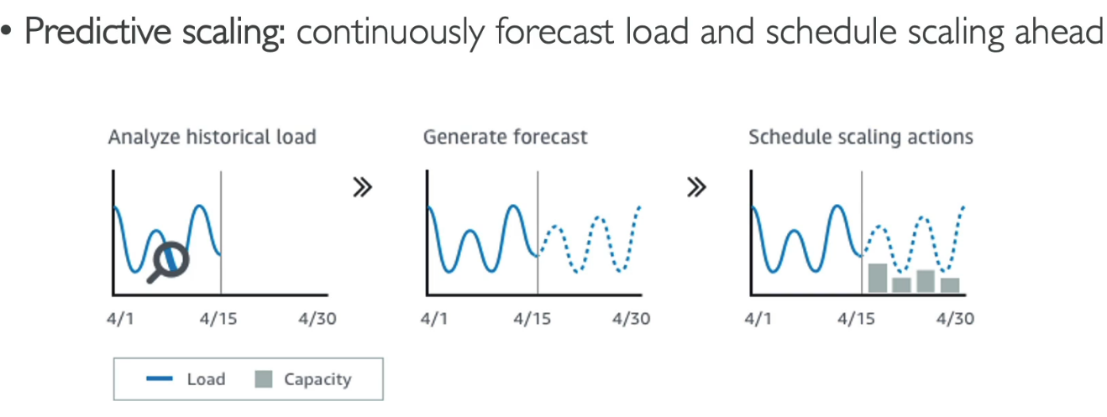 • Predictive scaling: continuously forecast load and schedule scaling ahead
Analyze historical load
Generate forecast
Schedule scaling actions
4/1 4/15 4/30
4/1 4/15 4/30
4/1 4/15 4/30
Load Capacity